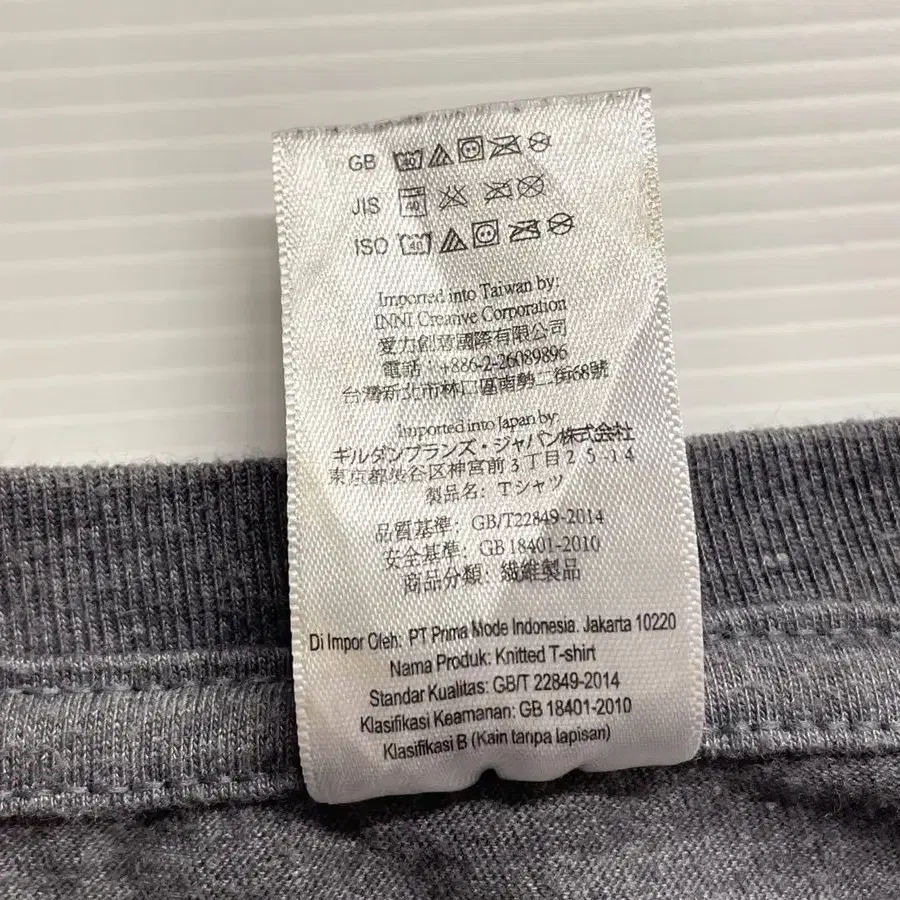 GB 40
JIS 40
ISO 40
Imported into Taiwan by:
INNI Creative Corporation
愛力創意國際有限公司
電話：+886-2-26089896
台灣新北市林口區南勢二街68號
Imported into Japan by:
ギルダンブランズ・ジャパン株式会社
東京都渋谷区神宮前3丁目25-14
製品名: Tシャツ
品質基準: GB/T22849-2014
安全基準: GB 18401-2010
商品分類: 纖維製品
Di Impor Oleh: PT Prima Mode Indonesia. Jakarta 10220
Nama Produk: Knitted T-shirt
Standar Kualitas: GB/T 22849-2014
Klasifikasi Keamanan: GB 18401-2010
Klasifikasi B (Kain tanpa lapisan)